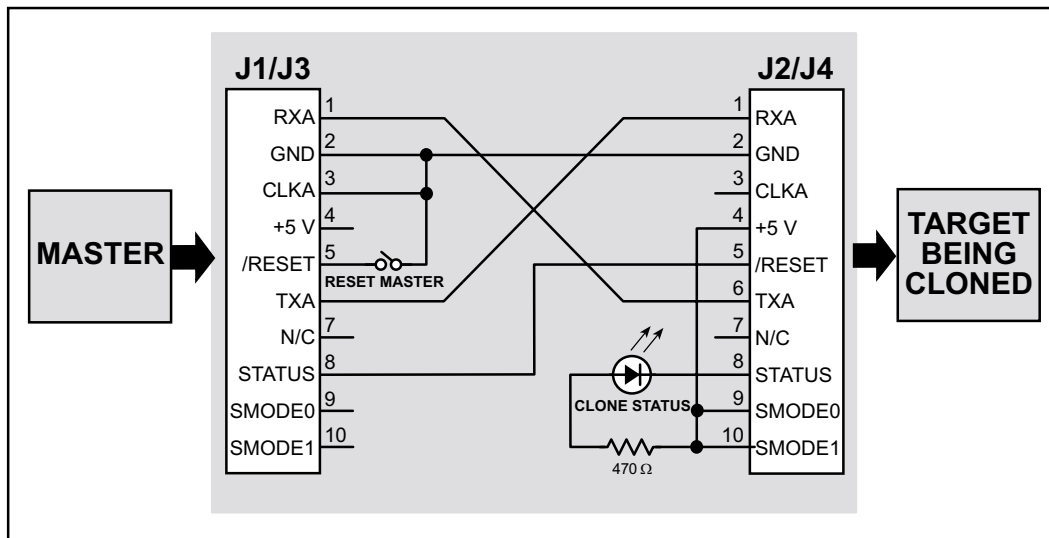 J1/J3
J2/J4
RXA 1
GND 2
CLKA 3
+5 V 4
/RESET 5
TXA 6
N/C 7
STATUS 8
SMODE0 9
SMODE1 10
RESET MASTER
CLONE STATUS
470 Ω
1 RXA
2 GND
3 CLKA
4 +5 V
5 /RESET
6 TXA
7 N/C
8 STATUS
9 SMODE0
10 SMODE1
MASTER
TARGET
BEING
CLONED